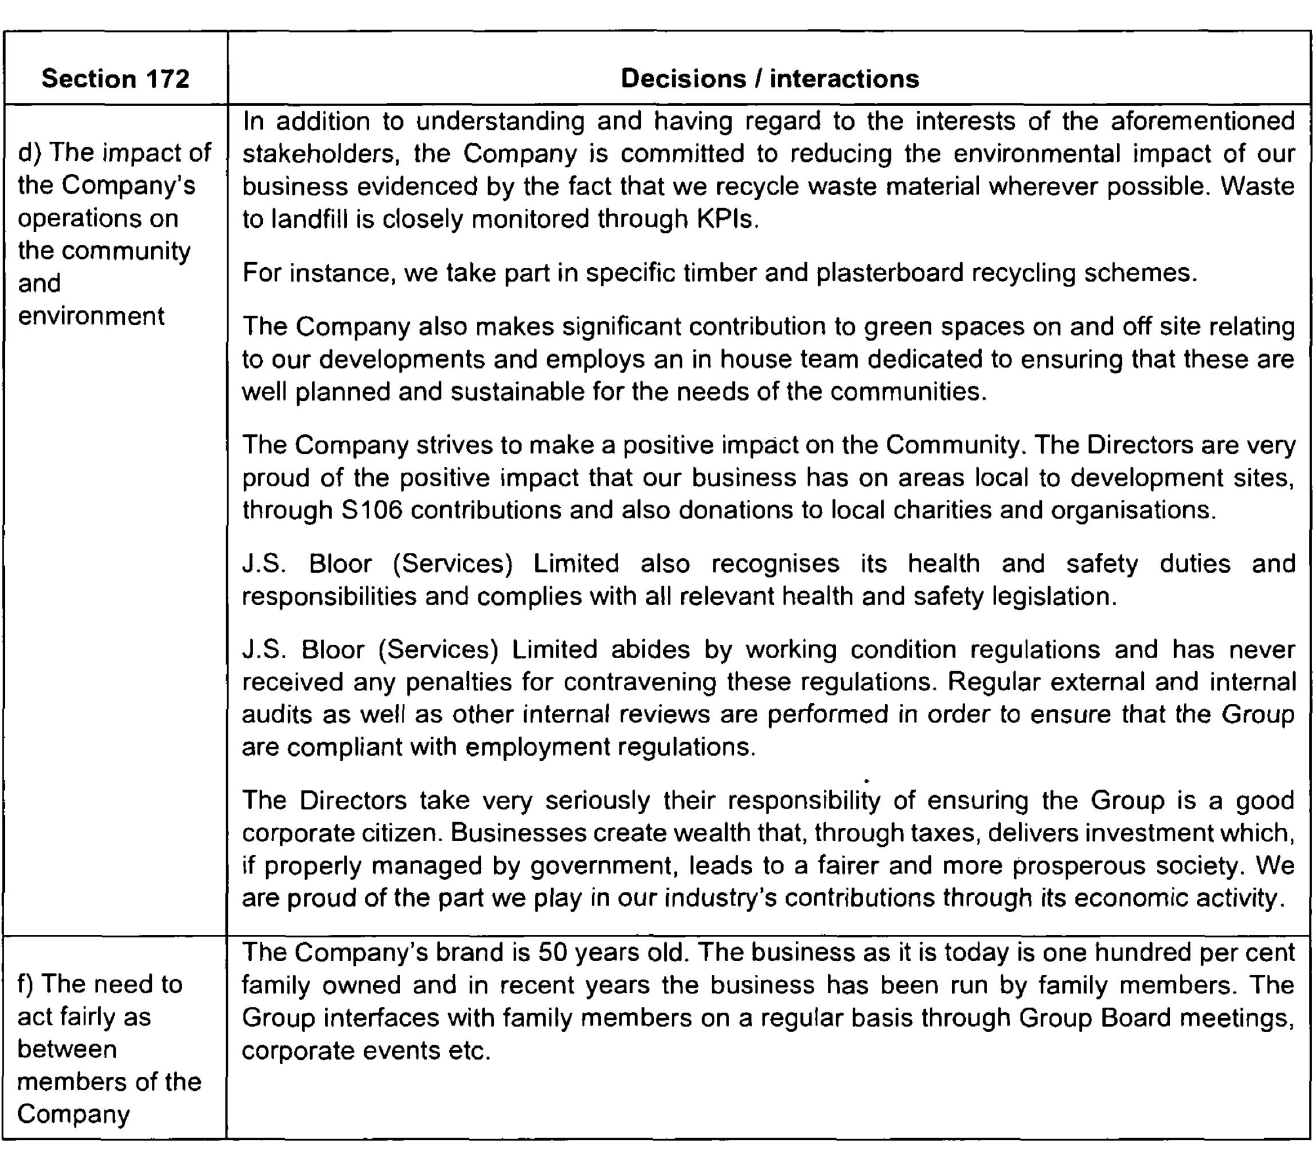 Section 172
Decisions / interactions
d) The impact of
the Company's
operations on
the community
and
environment
In addition to understanding and having regard to the interests of the aforementioned
stakeholders, the Company is committed to reducing the environmental impact of our
business evidenced by the fact that we recycle waste material wherever possible. Waste
to landfill is closely monitored through KPIs.
For instance, we take part in specific timber and plasterboard recycling schemes.
The Company also makes significant contribution to green spaces on and off site relating
to our developments and employs an in house team dedicated to ensuring that these are
well planned and sustainable for the needs of the communities.
The Company strives to make a positive impact on the Community. The Directors are very
proud of the positive impact that our business has on areas local to development sites,
through S106 contributions and also donations to local charities and organisations.
J.S. Bloor (Services) Limited also recognises its health and safety duties and
responsibilities and complies with all relevant health and safety legislation.
J.S. Bloor (Services) Limited abides by working condition regulations and has never
received any penalties for contravening these regulations. Regular external and internal
audits as well as other internal reviews are performed in order to ensure that the Group
are compliant with employment regulations.
The Directors take very seriously their responsibility of ensuring the Group is a good
corporate citizen. Businesses create wealth that, through taxes, delivers investment which,
if properly managed by government, leads to a fairer and more prosperous society. We
are proud of the part we play in our industry's contributions through its economic activity.
f) The need to
act fairly as
between
members of the
Company
The Company's brand is 50 years old. The business as it is today is one hundred per cent
family owned and in recent years the business has been run by family members. The
Group interfaces with family members on a regular basis through Group Board meetings,
corporate events etc.